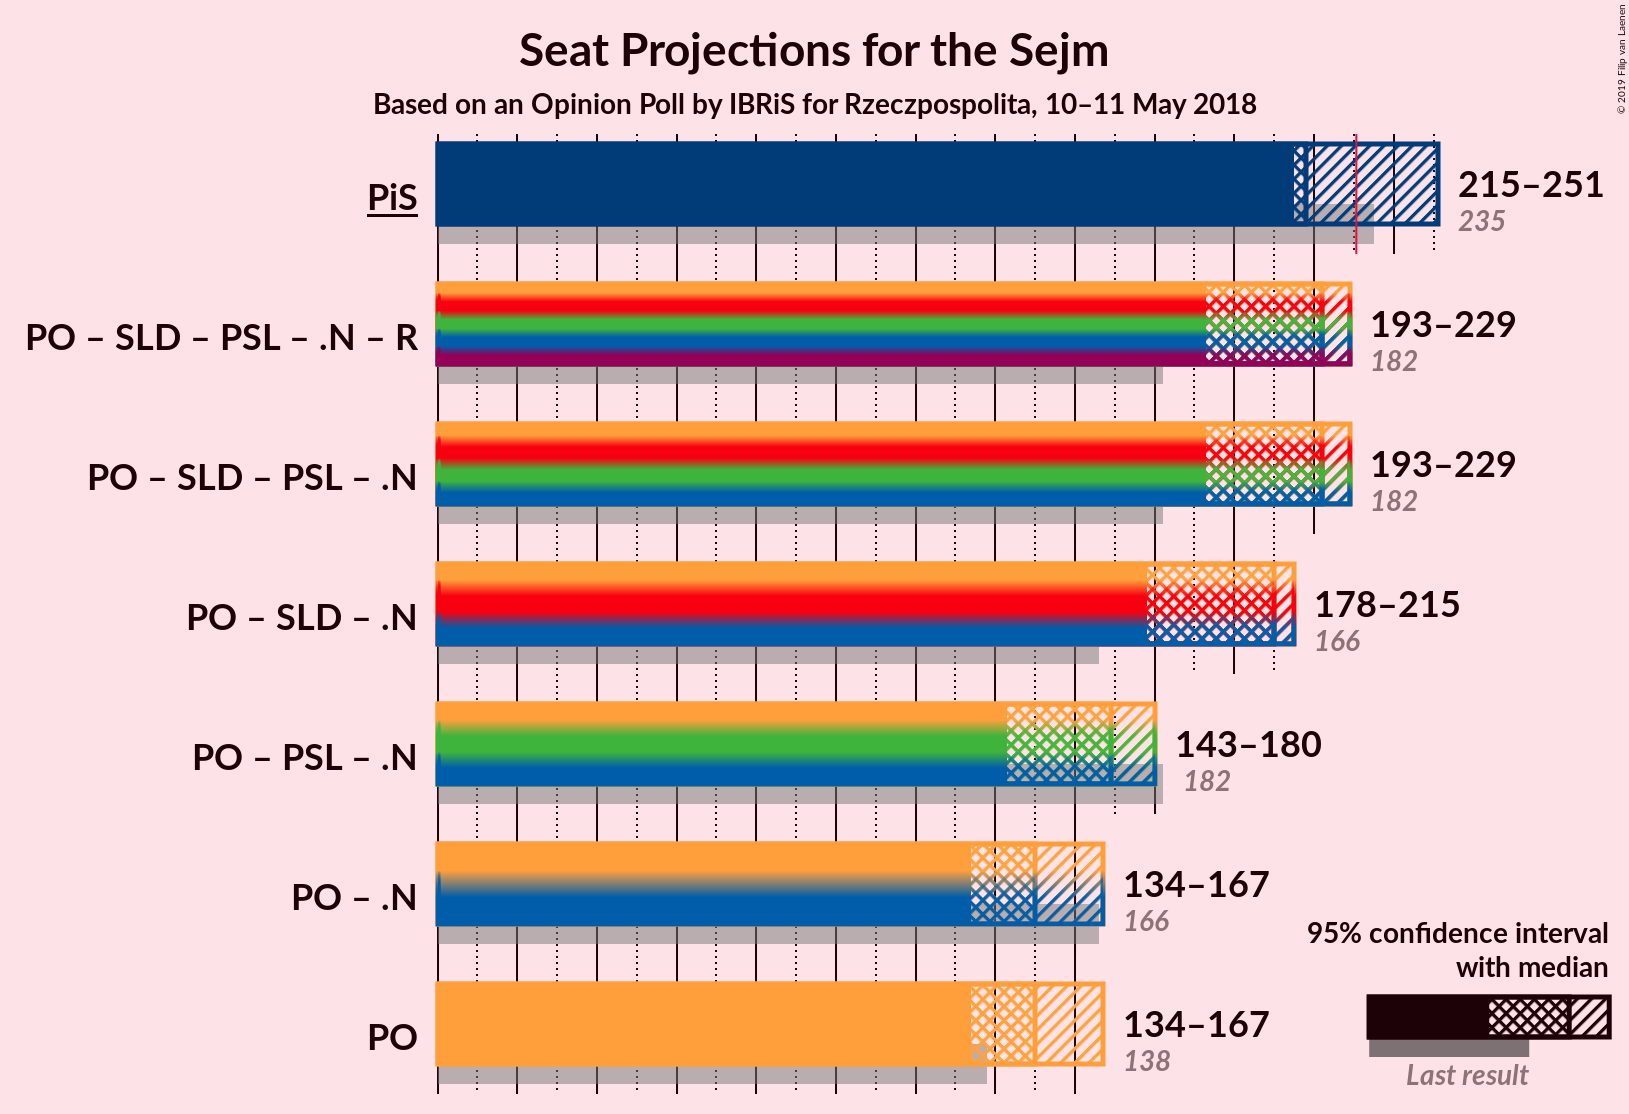 Seat Projections for the Sejm
Based on an Opinion Poll by IBRiS for Rzeczpospolita, 10–11 May 2018
© 2019 Filip van Laenen
PiS
215–251
235
PO – SLD – PSL – .N – R
193–229
182
PO – SLD – PSL – .N
193–229
182
PO – SLD – .N
178–215
166
PO – PSL – .N
143–180
182
PO – .N
134–167
166
PO
134–167
138
95% confidence interval
with median
Last result